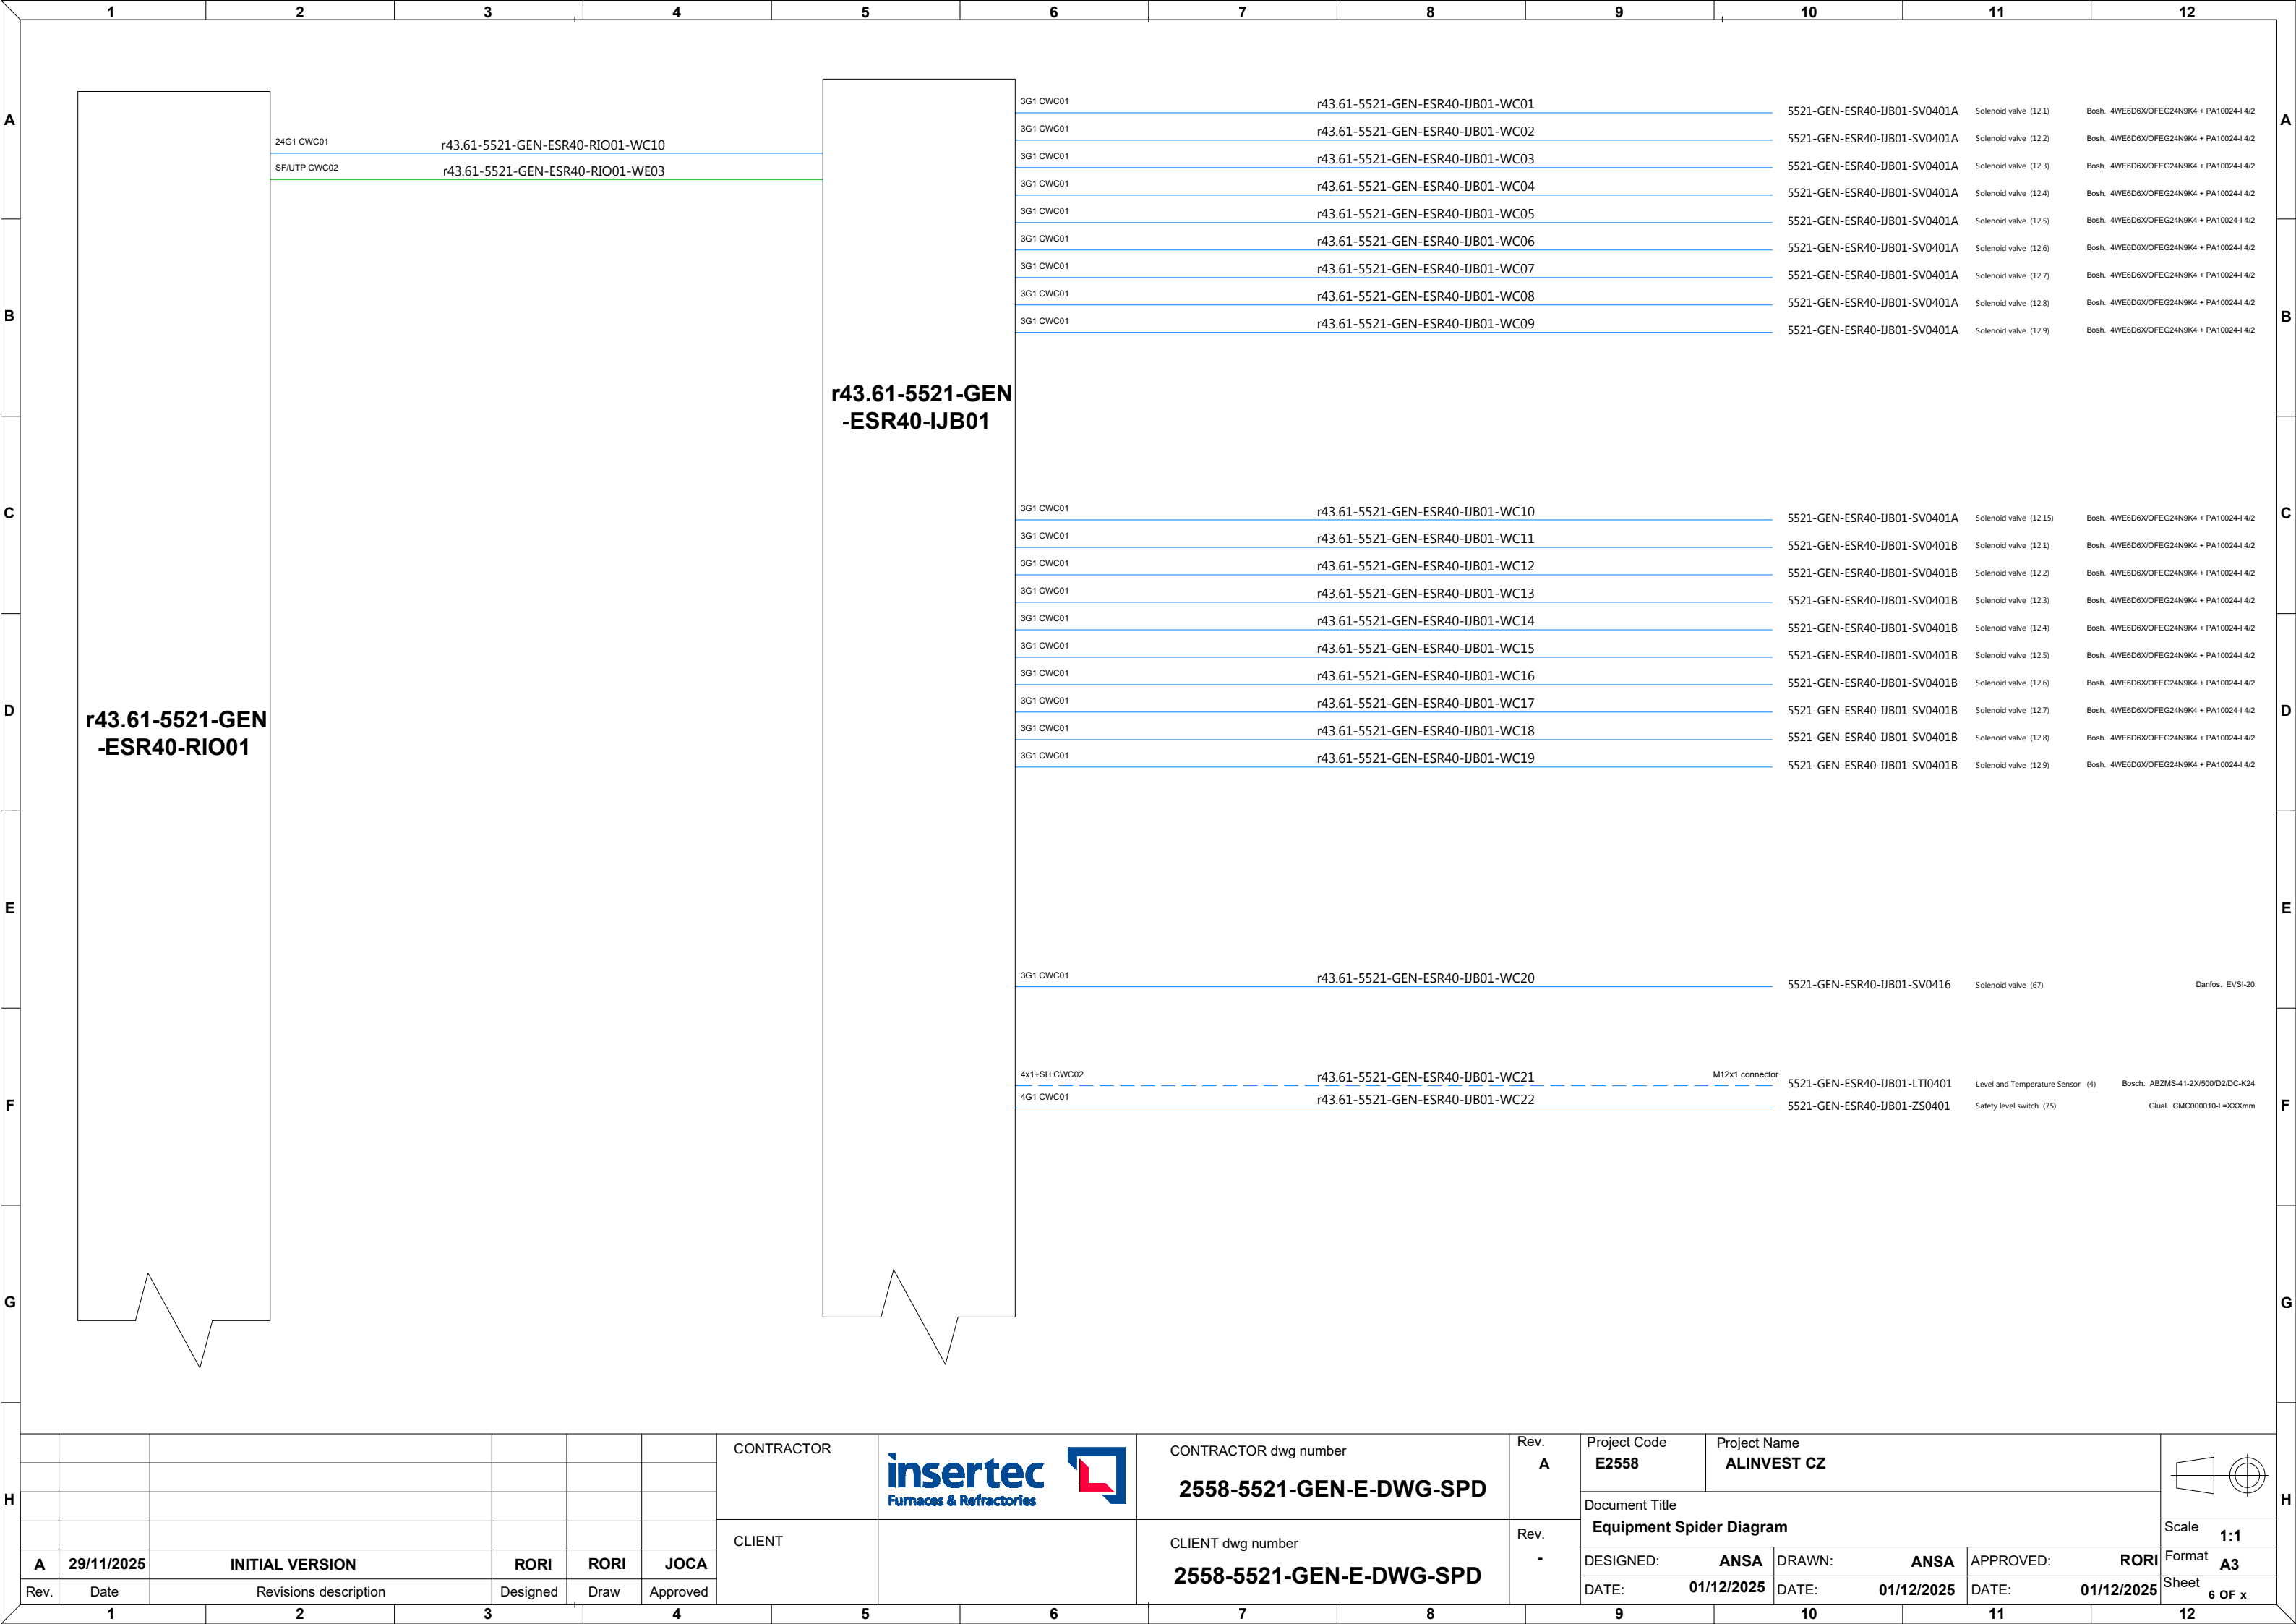 1 2 3 4 5 6 7 8 9 10 11 12
A A
B B
C C
D D
E E
F F
G G
H H
r43.61-5521-GEN
-ESR40-RIO01
24G1 CWC01 r43.61-5521-GEN-ESR40-RIO01-WC10
SF/UTP CWC02 r43.61-5521-GEN-ESR40-RIO01-WE03
r43.61-5521-GEN
-ESR40-IJB01
3G1 CWC01 r43.61-5521-GEN-ESR40-IJB01-WC01 5521-GEN-ESR40-IJB01-SV0401A Solenoid valve (12.1) Bosh. 4WE6D6X/OFEG24N9K4 + PA10024-I 4/2
3G1 CWC01 r43.61-5521-GEN-ESR40-IJB01-WC02 5521-GEN-ESR40-IJB01-SV0401A Solenoid valve (12.2) Bosh. 4WE6D6X/OFEG24N9K4 + PA10024-I 4/2
3G1 CWC01 r43.61-5521-GEN-ESR40-IJB01-WC03 5521-GEN-ESR40-IJB01-SV0401A Solenoid valve (12.3) Bosh. 4WE6D6X/OFEG24N9K4 + PA10024-I 4/2
3G1 CWC01 r43.61-5521-GEN-ESR40-IJB01-WC04 5521-GEN-ESR40-IJB01-SV0401A Solenoid valve (12.4) Bosh. 4WE6D6X/OFEG24N9K4 + PA10024-I 4/2
3G1 CWC01 r43.61-5521-GEN-ESR40-IJB01-WC05 5521-GEN-ESR40-IJB01-SV0401A Solenoid valve (12.5) Bosh. 4WE6D6X/OFEG24N9K4 + PA10024-I 4/2
3G1 CWC01 r43.61-5521-GEN-ESR40-IJB01-WC06 5521-GEN-ESR40-IJB01-SV0401A Solenoid valve (12.6) Bosh. 4WE6D6X/OFEG24N9K4 + PA10024-I 4/2
3G1 CWC01 r43.61-5521-GEN-ESR40-IJB01-WC07 5521-GEN-ESR40-IJB01-SV0401A Solenoid valve (12.7) Bosh. 4WE6D6X/OFEG24N9K4 + PA10024-I 4/2
3G1 CWC01 r43.61-5521-GEN-ESR40-IJB01-WC08 5521-GEN-ESR40-IJB01-SV0401A Solenoid valve (12.8) Bosh. 4WE6D6X/OFEG24N9K4 + PA10024-I 4/2
3G1 CWC01 r43.61-5521-GEN-ESR40-IJB01-WC09 5521-GEN-ESR40-IJB01-SV0401A Solenoid valve (12.9) Bosh. 4WE6D6X/OFEG24N9K4 + PA10024-I 4/2
3G1 CWC01 r43.61-5521-GEN-ESR40-IJB01-WC10 5521-GEN-ESR40-IJB01-SV0401A Solenoid valve (12.15) Bosh. 4WE6D6X/OFEG24N9K4 + PA10024-I 4/2
3G1 CWC01 r43.61-5521-GEN-ESR40-IJB01-WC11 5521-GEN-ESR40-IJB01-SV0401B Solenoid valve (12.1) Bosh. 4WE6D6X/OFEG24N9K4 + PA10024-I 4/2
3G1 CWC01 r43.61-5521-GEN-ESR40-IJB01-WC12 5521-GEN-ESR40-IJB01-SV0401B Solenoid valve (12.2) Bosh. 4WE6D6X/OFEG24N9K4 + PA10024-I 4/2
3G1 CWC01 r43.61-5521-GEN-ESR40-IJB01-WC13 5521-GEN-ESR40-IJB01-SV0401B Solenoid valve (12.3) Bosh. 4WE6D6X/OFEG24N9K4 + PA10024-I 4/2
3G1 CWC01 r43.61-5521-GEN-ESR40-IJB01-WC14 5521-GEN-ESR40-IJB01-SV0401B Solenoid valve (12.4) Bosh. 4WE6D6X/OFEG24N9K4 + PA10024-I 4/2
3G1 CWC01 r43.61-5521-GEN-ESR40-IJB01-WC15 5521-GEN-ESR40-IJB01-SV0401B Solenoid valve (12.5) Bosh. 4WE6D6X/OFEG24N9K4 + PA10024-I 4/2
3G1 CWC01 r43.61-5521-GEN-ESR40-IJB01-WC16 5521-GEN-ESR40-IJB01-SV0401B Solenoid valve (12.6) Bosh. 4WE6D6X/OFEG24N9K4 + PA10024-I 4/2
3G1 CWC01 r43.61-5521-GEN-ESR40-IJB01-WC17 5521-GEN-ESR40-IJB01-SV0401B Solenoid valve (12.7) Bosh. 4WE6D6X/OFEG24N9K4 + PA10024-I 4/2
3G1 CWC01 r43.61-5521-GEN-ESR40-IJB01-WC18 5521-GEN-ESR40-IJB01-SV0401B Solenoid valve (12.8) Bosh. 4WE6D6X/OFEG24N9K4 + PA10024-I 4/2
3G1 CWC01 r43.61-5521-GEN-ESR40-IJB01-WC19 5521-GEN-ESR40-IJB01-SV0401B Solenoid valve (12.9) Bosh. 4WE6D6X/OFEG24N9K4 + PA10024-I 4/2
3G1 CWC01 r43.61-5521-GEN-ESR40-IJB01-WC20 5521-GEN-ESR40-IJB01-SV0416 Solenoid valve (67) Danfos. EVSI-20
4x1+SH CWC02 r43.61-5521-GEN-ESR40-IJB01-WC21 M12x1 connector 5521-GEN-ESR40-IJB01-LTI0401 Level and Temperature Sensor (4) Bosch. ABZMS-41-2X/500/D2/DC-K24
4G1 CWC01 r43.61-5521-GEN-ESR40-IJB01-WC22 5521-GEN-ESR40-IJB01-ZS0401 Safety level switch (75) Glual. CMC000010-L=XXXmm
A 29/11/2025 INITIAL VERSION RORI RORI JOCA
Rev. Date Revisions description Designed Draw Approved
CONTRACTOR
insertec
Furnaces & Refractories
CLIENT
CONTRACTOR dwg number
2558-5521-GEN-E-DWG-SPD
Rev.
A
CLIENT dwg number
2558-5521-GEN-E-DWG-SPD
Rev.
-
Project Code
E2558
Project Name
ALINVEST CZ
Document Title
Equipment Spider Diagram
DESIGNED: ANSA DRAWN: ANSA APPROVED: RORI
DATE: 01/12/2025 DATE: 01/12/2025 DATE: 01/12/2025
Scale 1:1
Format A3
Sheet 6 OF x
1 2 3 4 5 6 7 8 9 10 11 12